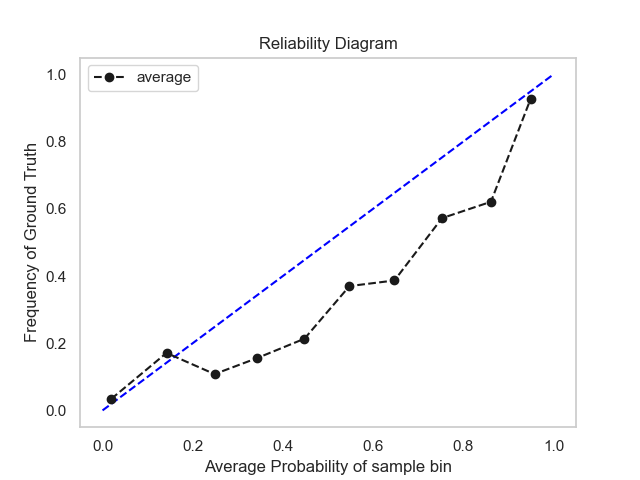 Reliability Diagram
average
Frequency of Ground Truth
1.0
0.8
0.6
0.4
0.2
0.0
0.0 0.2 0.4 0.6 0.8 1.0
Average Probability of sample bin